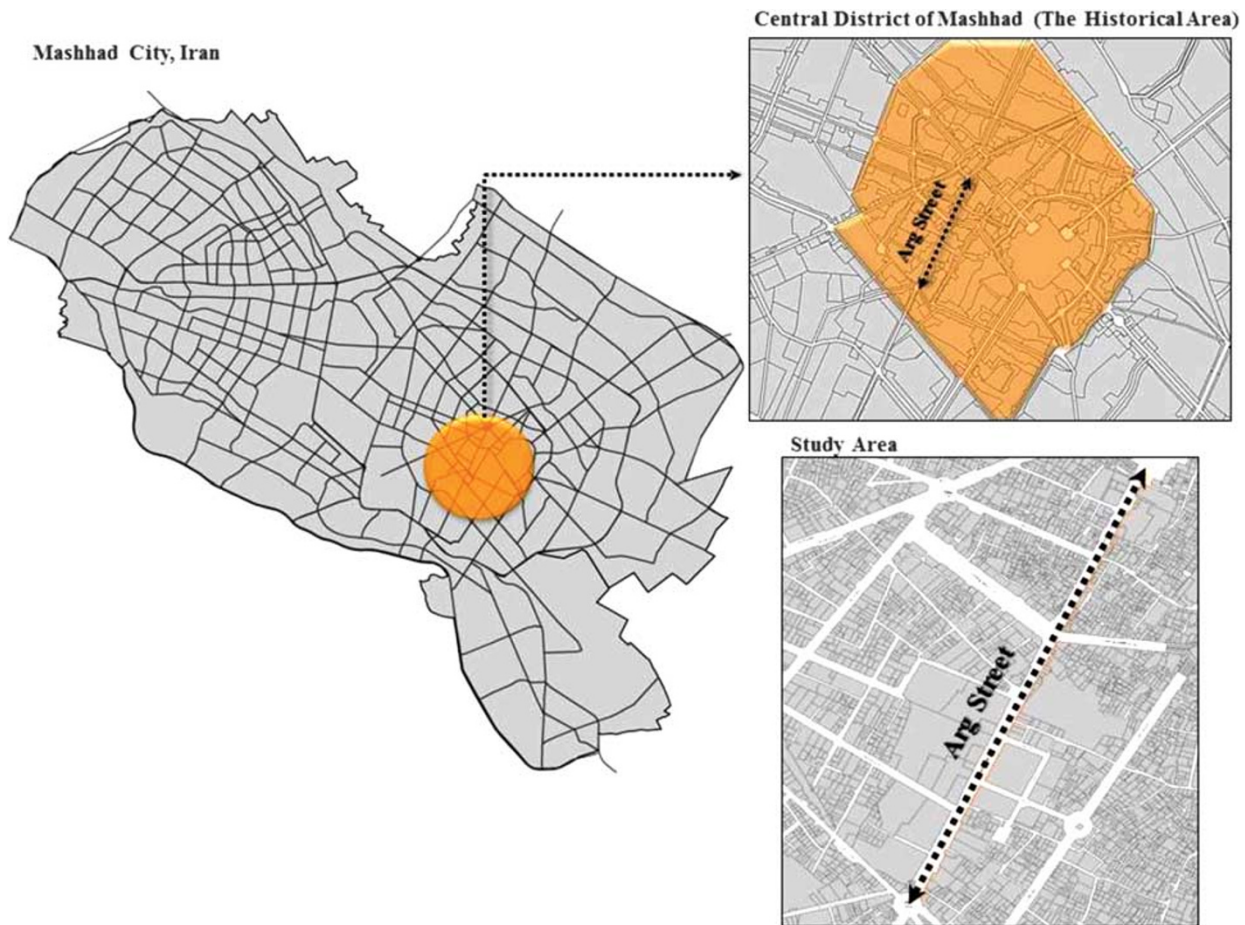 Mashhad City, Iran
Central District of Mashhad (The Historical Area)
Arg Street
Study Area
Arg Street